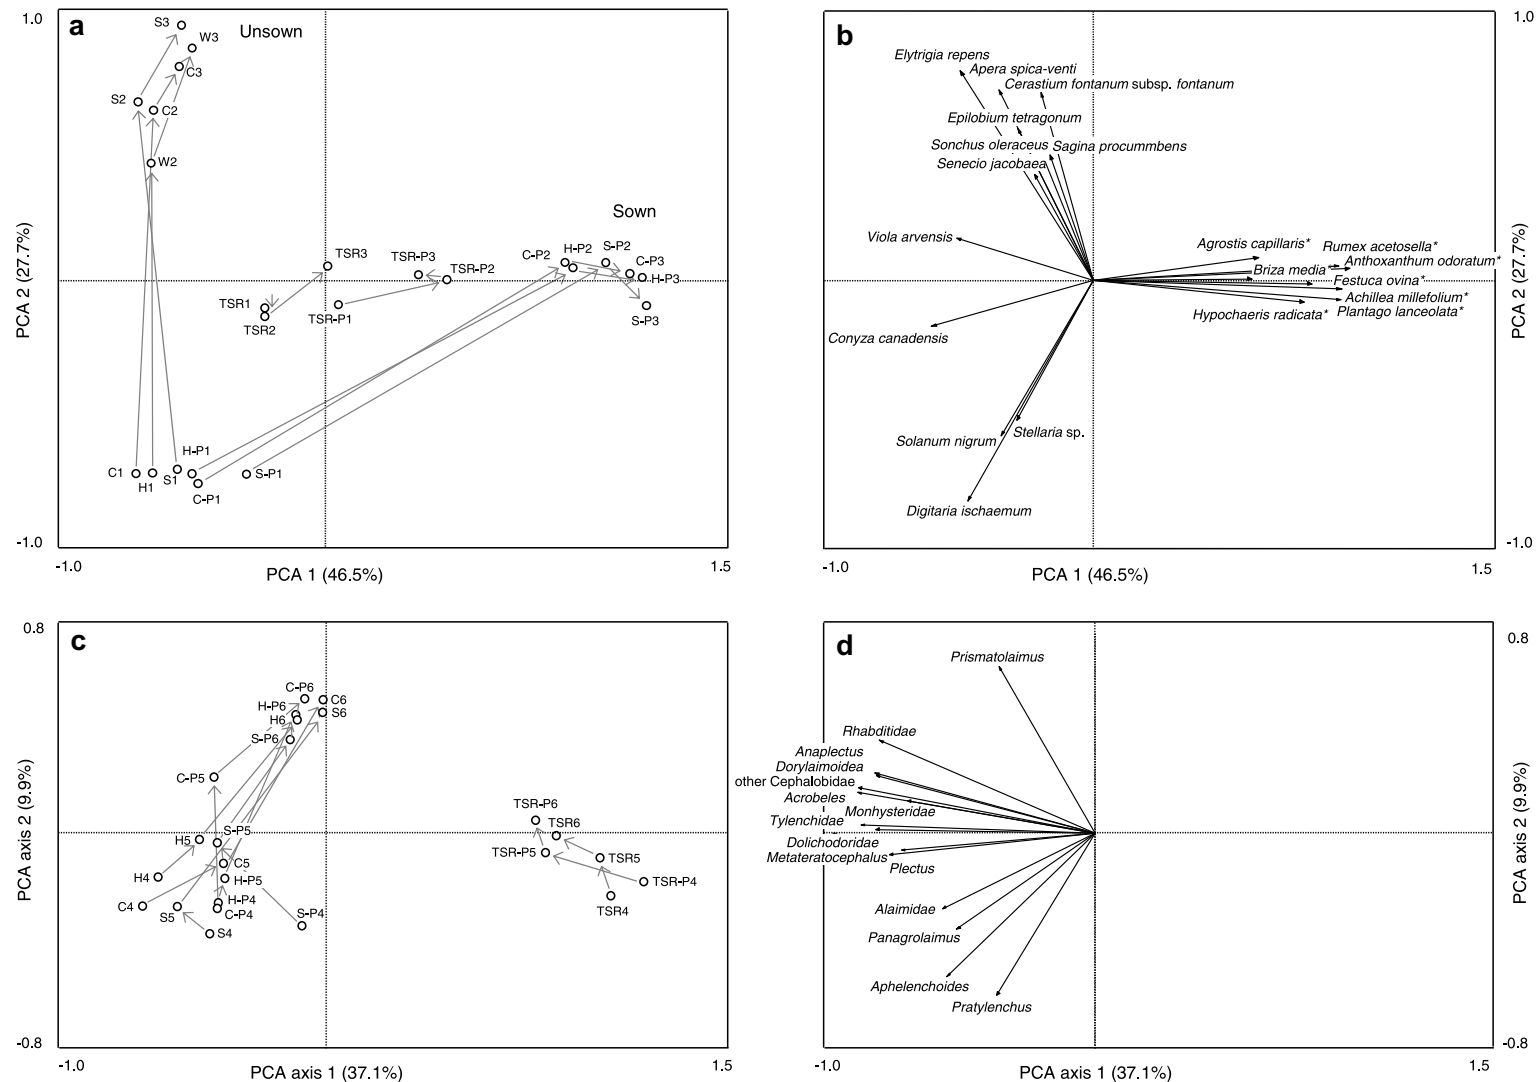 a
Unsown
Sown
S3
W3
C3
S2
C2
W2
TSR3
TSR-P3
TSR-P2
C-P2
H-P2
S-P2
C-P3
H-P3
S-P3
TSR1
TSR2
TSR-P1
H-P1
C1
H1
S1
C-P1
S-P1
1.0
-1.0
PCA 2 (27.7%)
-1.0
PCA 1 (46.5%)
1.5
b
Elytrigia repens
Apera spica-venti
Cerastium fontanum subsp. fontanum
Epilobium tetragonum
Sonchus oleraceus
Sagina procummbens
Senecio jacobaea
Viola arvensis
Agrostis capillaris*
Rumex acetosella*
Anthoxanthum odoratum*
Briza media*
Festuca ovina*
Achillea millefolium*
Hypochaeris radicata*
Plantago lanceolata*
Conyza canadensis
Solanum nigrum
Stellaria sp.
Digitaria ischaemum
1.0
-1.0
PCA 2 (27.7%)
-1.0
PCA 1 (46.5%)
1.5
c
C-P6
C6
H-P6
H6
S6
S-P6
C-P5
S-P5
H5
C5
H4
H-P5
C4
S5
H-P4
C-P4
S4
S-P4
TSR-P6
TSR6
TSR-P5
TSR5
TSR-P4
TSR4
0.8
-0.8
PCA axis 2 (9.9%)
-1.0
PCA axis 1 (37.1%)
1.5
d
Prismatolaimus
Rhabditidae
Anaplectus
Dorylaimoidea
other Cephalobidae
Acrobeles
Monhysteridae
Tylenchidae
Dolichodoridae
Metateratocephalus
Plectus
Alaimidae
Panagrolaimus
Aphelenchoides
Pratylenchus
0.8
-0.8
PCA axis 2 (9.9%)
-1.0
PCA axis 1 (37.1%)
1.5